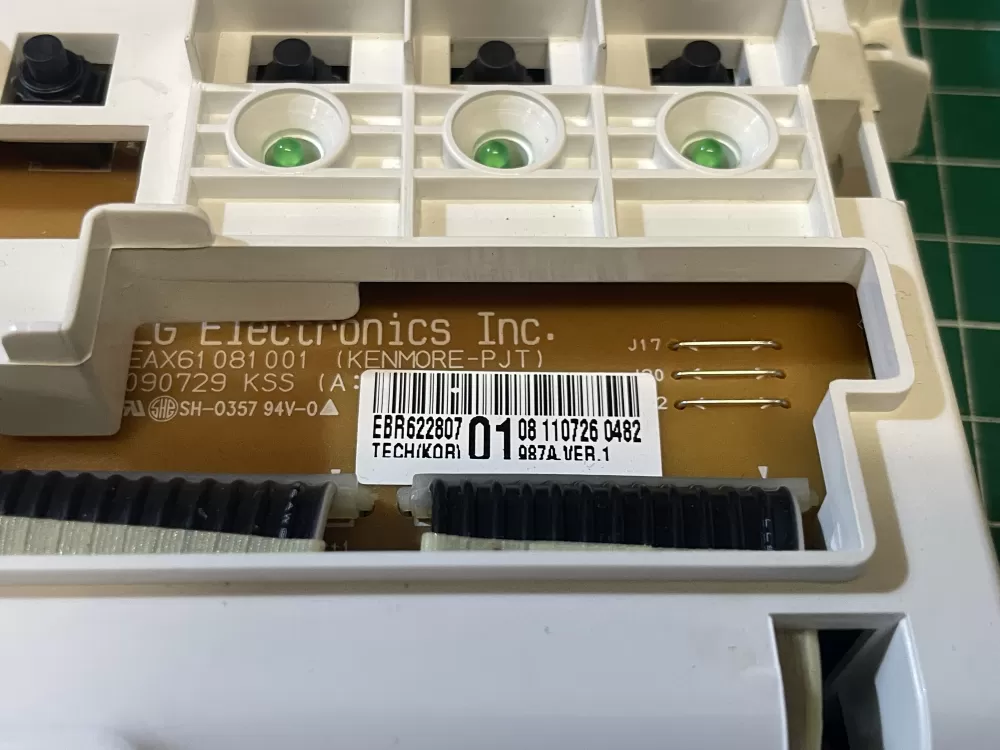 LG Electronics Inc.
EAX61081001 (KENMORE-PJT)
090729 KSS (A:
SH-0357 94V-0
J17
EBR622807 01 08 110726 0482
TECH(KOR) 987A VER.1